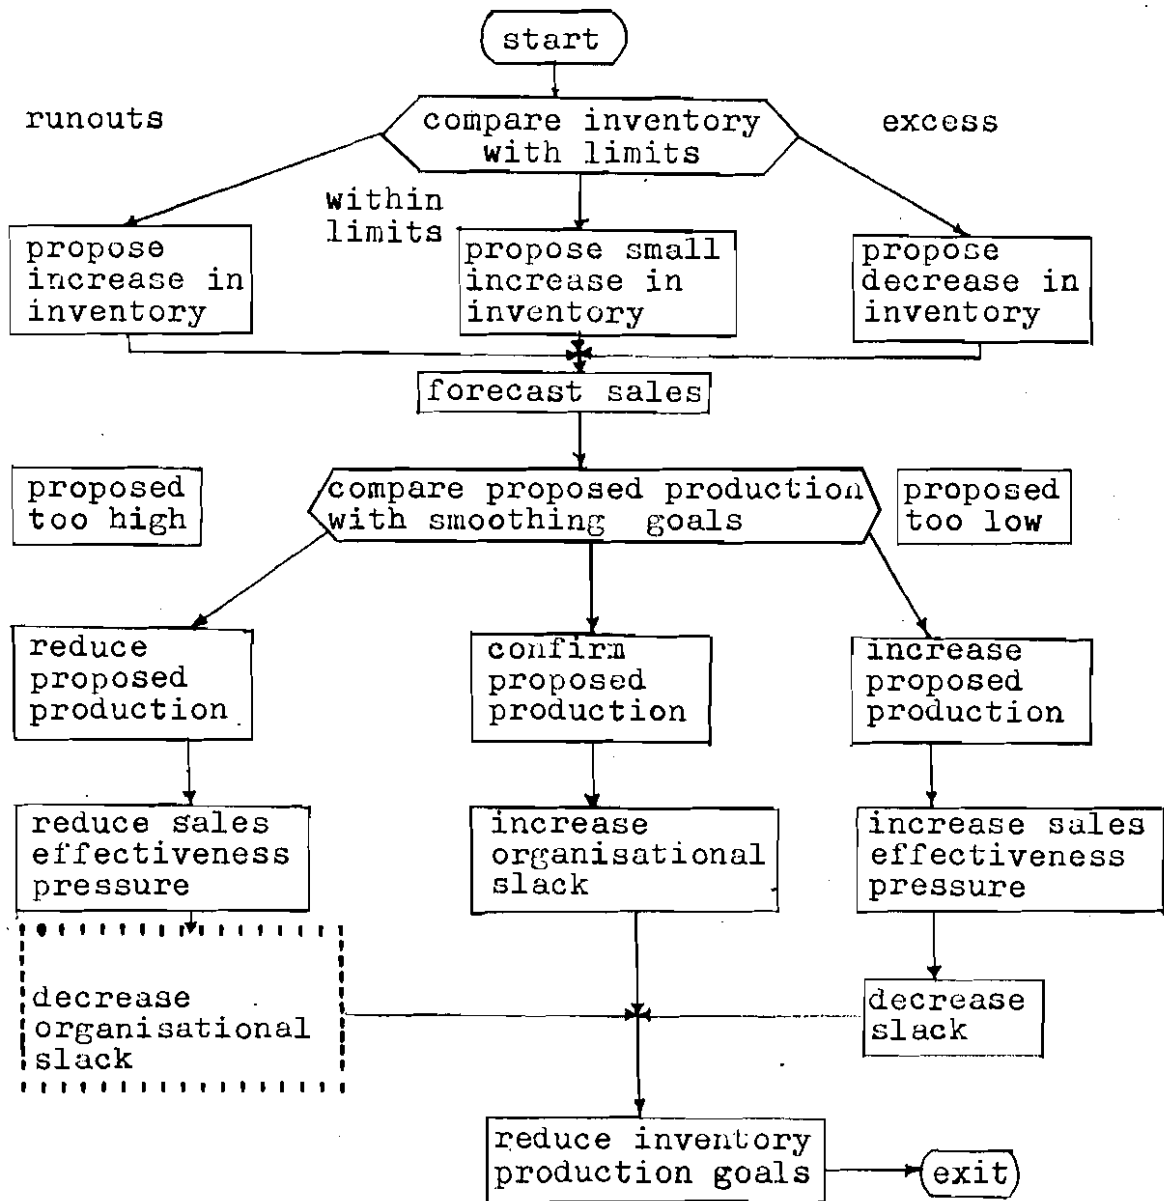 start
runouts
compare inventory
with limits
excess
within
limits
propose
increase in
inventory
propose small
increase in
inventory
propose
decrease in
inventory
forecast sales
proposed
too high
compare proposed production
with smoothing goals
proposed
too low
reduce
proposed
production
confirm
proposed
production
increase
proposed
production
reduce sales
effectiveness
pressure
increase
organisational
slack
increase sales
effectiveness
pressure
decrease
organisational
slack
decrease
slack
reduce inventory
production goals
exit